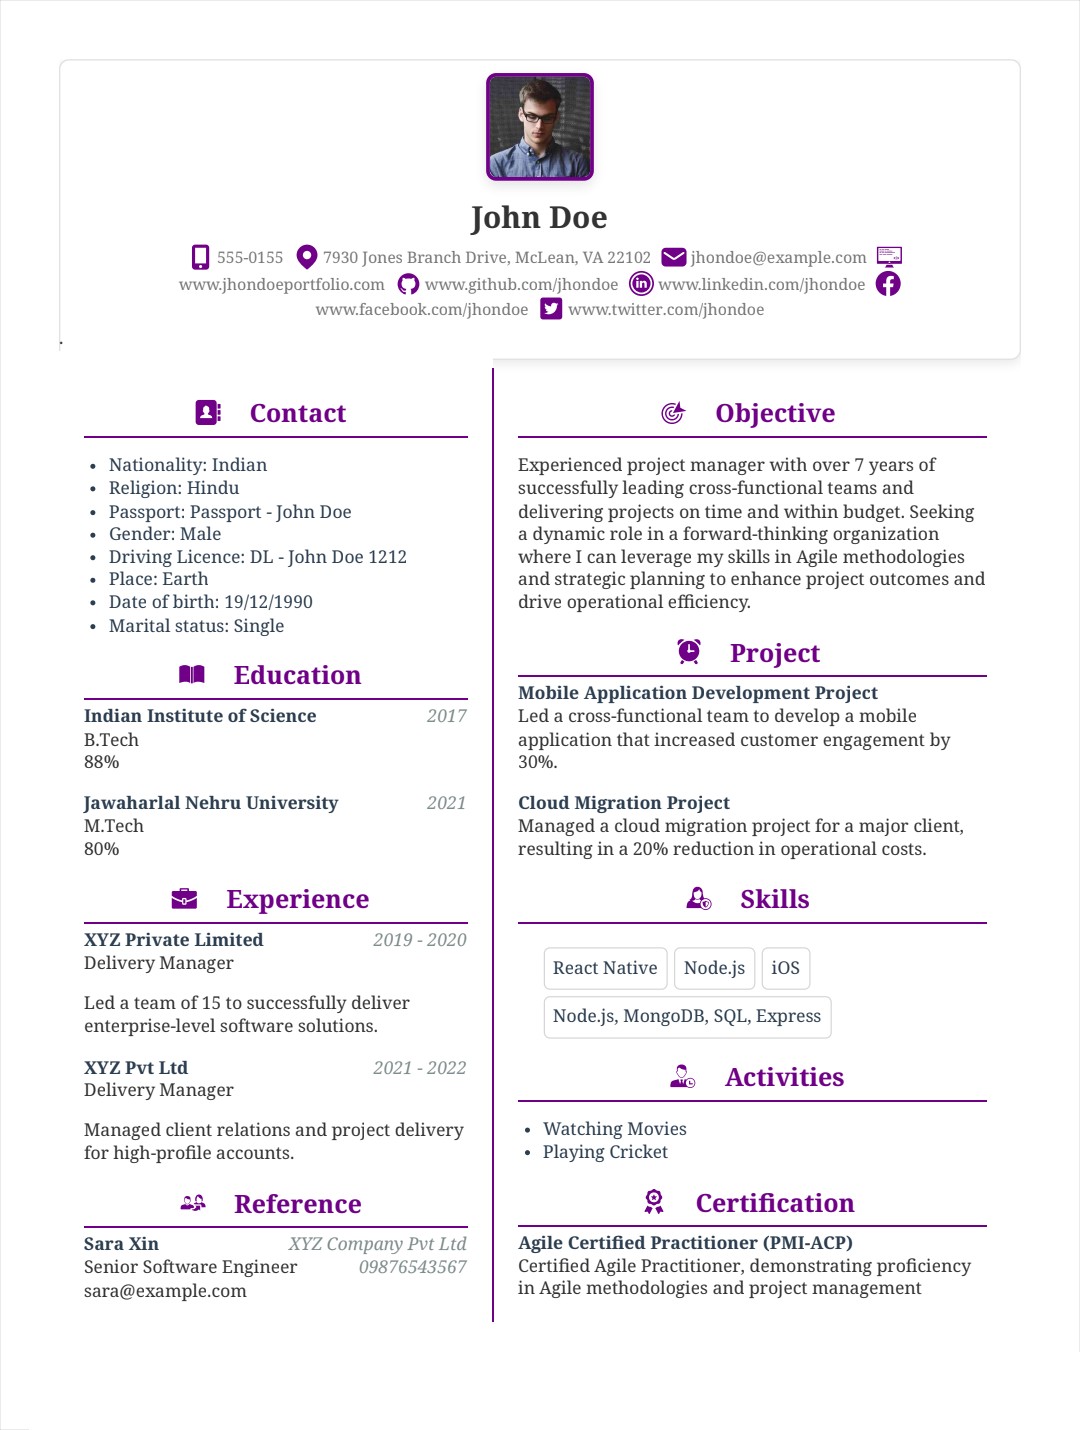 John Doe
555-0155 7930 Jones Branch Drive, McLean, VA 22102 jhondoe@example.com
www.jhondoeportfolio.com www.github.com/jhondoe www.linkedin.com/jhondoe
www.facebook.com/jhondoe www.twitter.com/jhondoe
.
Contact
• Nationality: Indian
• Religion: Hindu
• Passport: Passport - John Doe
• Gender: Male
• Driving Licence: DL - John Doe 1212
• Place: Earth
• Date of birth: 19/12/1990
• Marital status: Single
Education
Indian Institute of Science 2017
B.Tech
88%
Jawaharlal Nehru University 2021
M.Tech
80%
Experience
XYZ Private Limited 2019 - 2020
Delivery Manager
Led a team of 15 to successfully deliver
enterprise-level software solutions.
XYZ Pvt Ltd 2021 - 2022
Delivery Manager
Managed client relations and project delivery
for high-profile accounts.
Reference
Sara Xin XYZ Company Pvt Ltd
Senior Software Engineer 09876543567
sara@example.com
Objective
Experienced project manager with over 7 years of
successfully leading cross-functional teams and
delivering projects on time and within budget. Seeking
a dynamic role in a forward-thinking organization
where I can leverage my skills in Agile methodologies
and strategic planning to enhance project outcomes and
drive operational efficiency.
Project
Mobile Application Development Project
Led a cross-functional team to develop a mobile
application that increased customer engagement by
30%.
Cloud Migration Project
Managed a cloud migration project for a major client,
resulting in a 20% reduction in operational costs.
Skills
React Native Node.js iOS
Node.js, MongoDB, SQL, Express
Activities
• Watching Movies
• Playing Cricket
Certification
Agile Certified Practitioner (PMI-ACP)
Certified Agile Practitioner, demonstrating proficiency
in Agile methodologies and project management